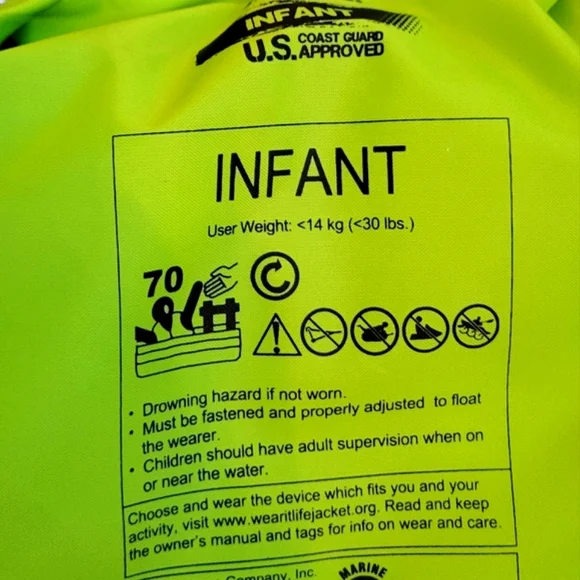 INFANT
U.S. COAST GUARD
APPROVED
INFANT
User Weight: <14 kg (<30 lbs.)
70
• Drowning hazard if not worn.
• Must be fastened and properly adjusted to float
the wearer.
• Children should have adult supervision when on
or near the water.
Choose and wear the device which fits you and your
activity, visit www.wearitlifejacket.org. Read and keep
the owner's manual and tags for info on wear and care.
Company, Inc.
MARINE